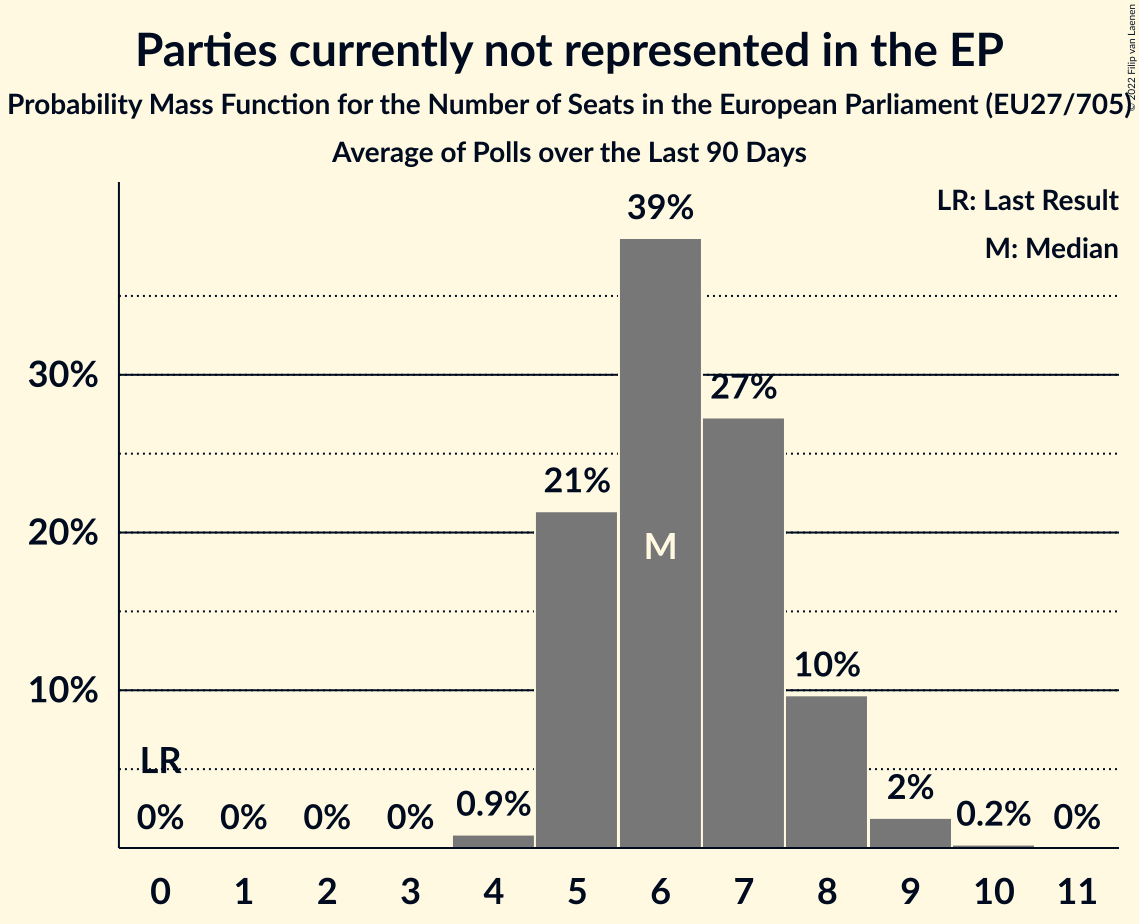 Parties currently not represented in the EP
Probability Mass Function for the Number of Seats in the European Parliament (EU27/705)
Average of Polls over the Last 90 Days
© 2022 Filip van Laenen
LR: Last Result
M: Median
39%
30%
27%
21%
20%
M
10%
10%
LR
0%
0%
0%
0%
0.9%
2%
0.2%
0%
0 1 2 3 4 5 6 7 8 9 10 11